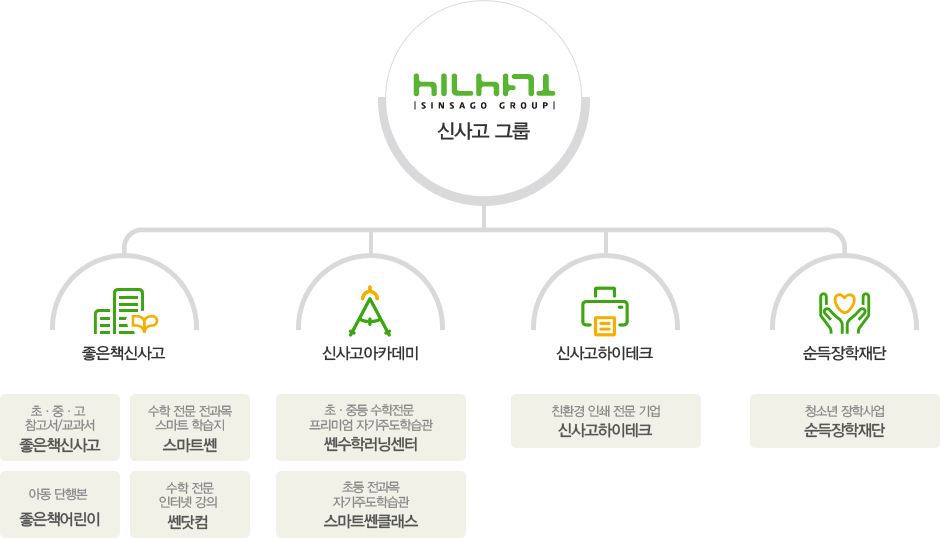 신사고
SINSAGO GROUP
신사고 그룹
좋은책신사고
신사고아카데미
신사고하이테크
순득장학재단
초 · 중 · 고
참고서/교과서
좋은책신사고
수학 전문 전과목
스마트 학습지
스마트쎈
초 · 중등 수학전문
프리미엄 자기주도학습관
쎈수학러닝센터
친환경 인쇄 전문 기업
신사고하이테크
청소년 장학사업
순득장학재단
아동 단행본
좋은책어린이
수학 전문
인터넷 강의
쎈닷컴
초등 전과목
자기주도학습관
스마트쎈클래스